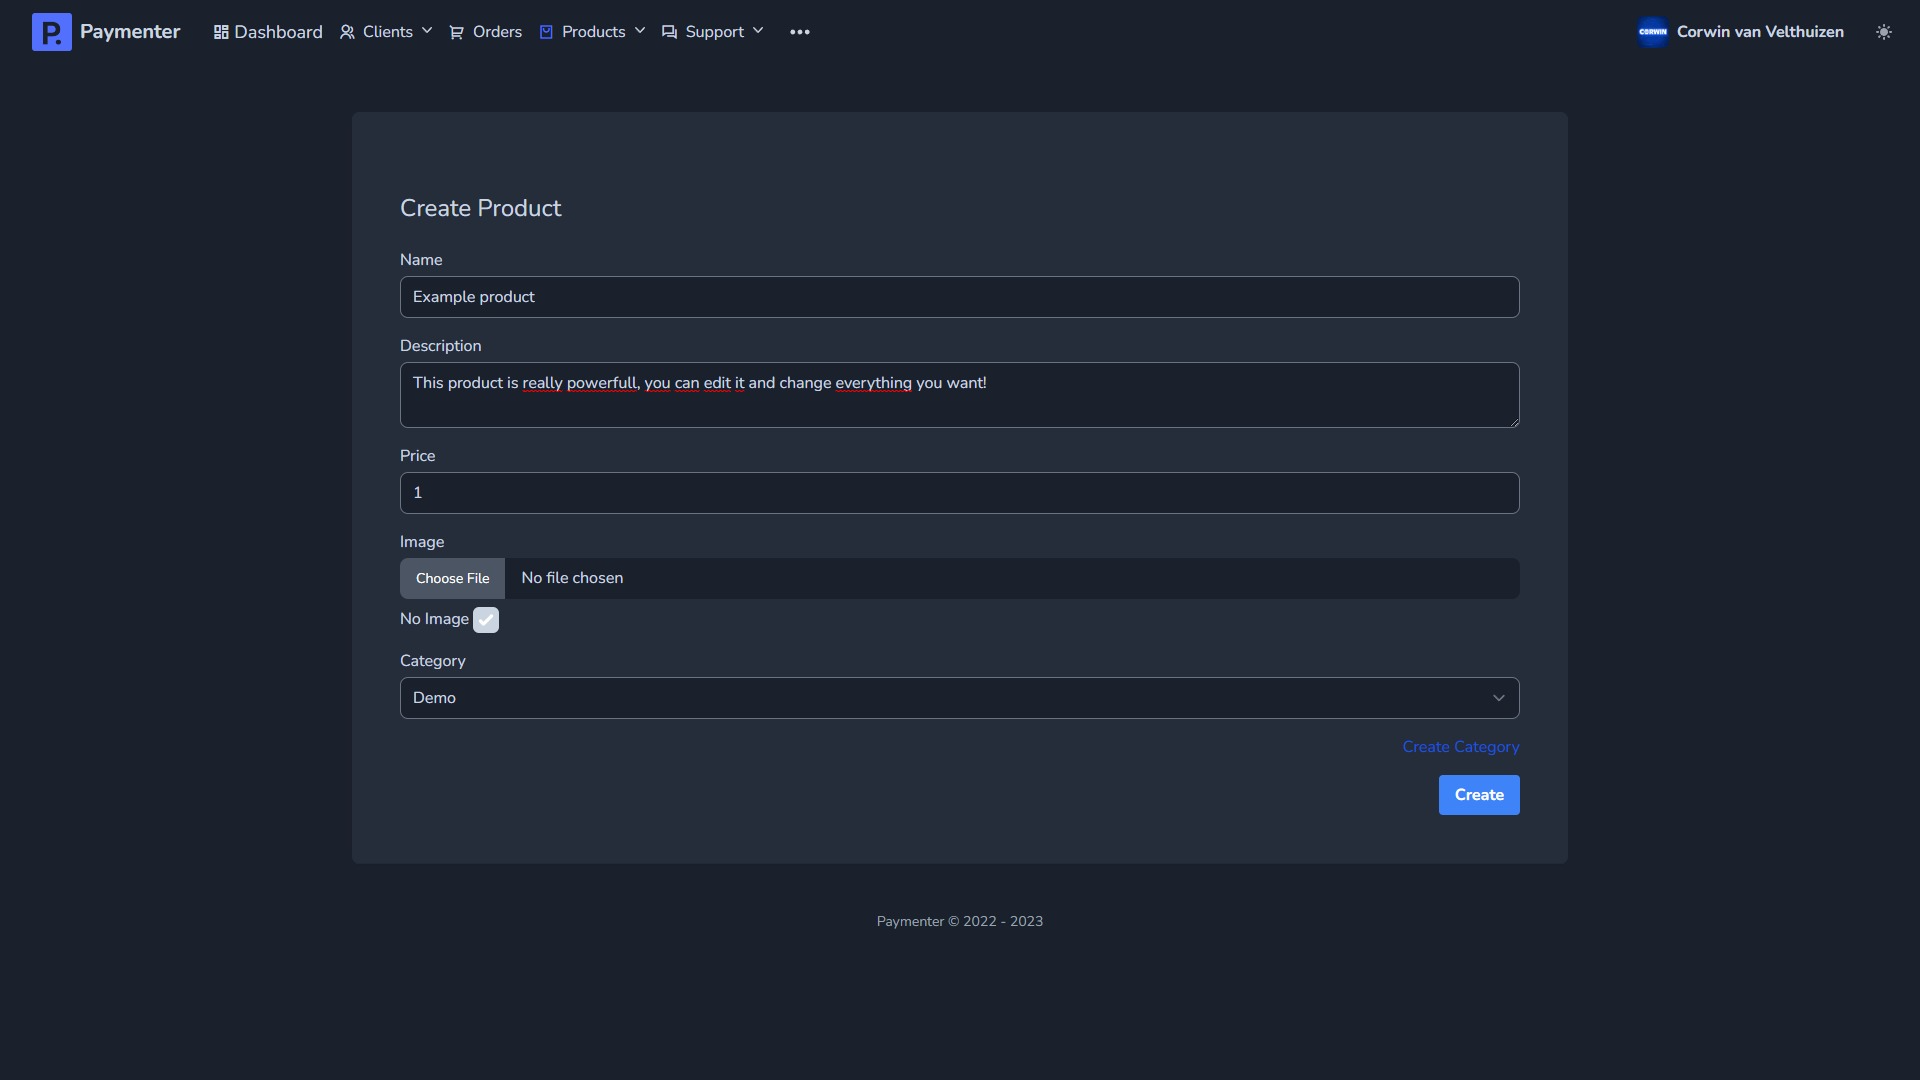 P. Paymenter Dashboard Clients Orders Products Support ••• CORWIN Corwin van Velthuizen
Create Product
Name
Example product
Description
This product is really powerfull, you can edit it and change everything you want!
Price
1
Image
Choose File No file chosen
No Image
Category
Demo
Create Category
Create
Paymenter © 2022 - 2023